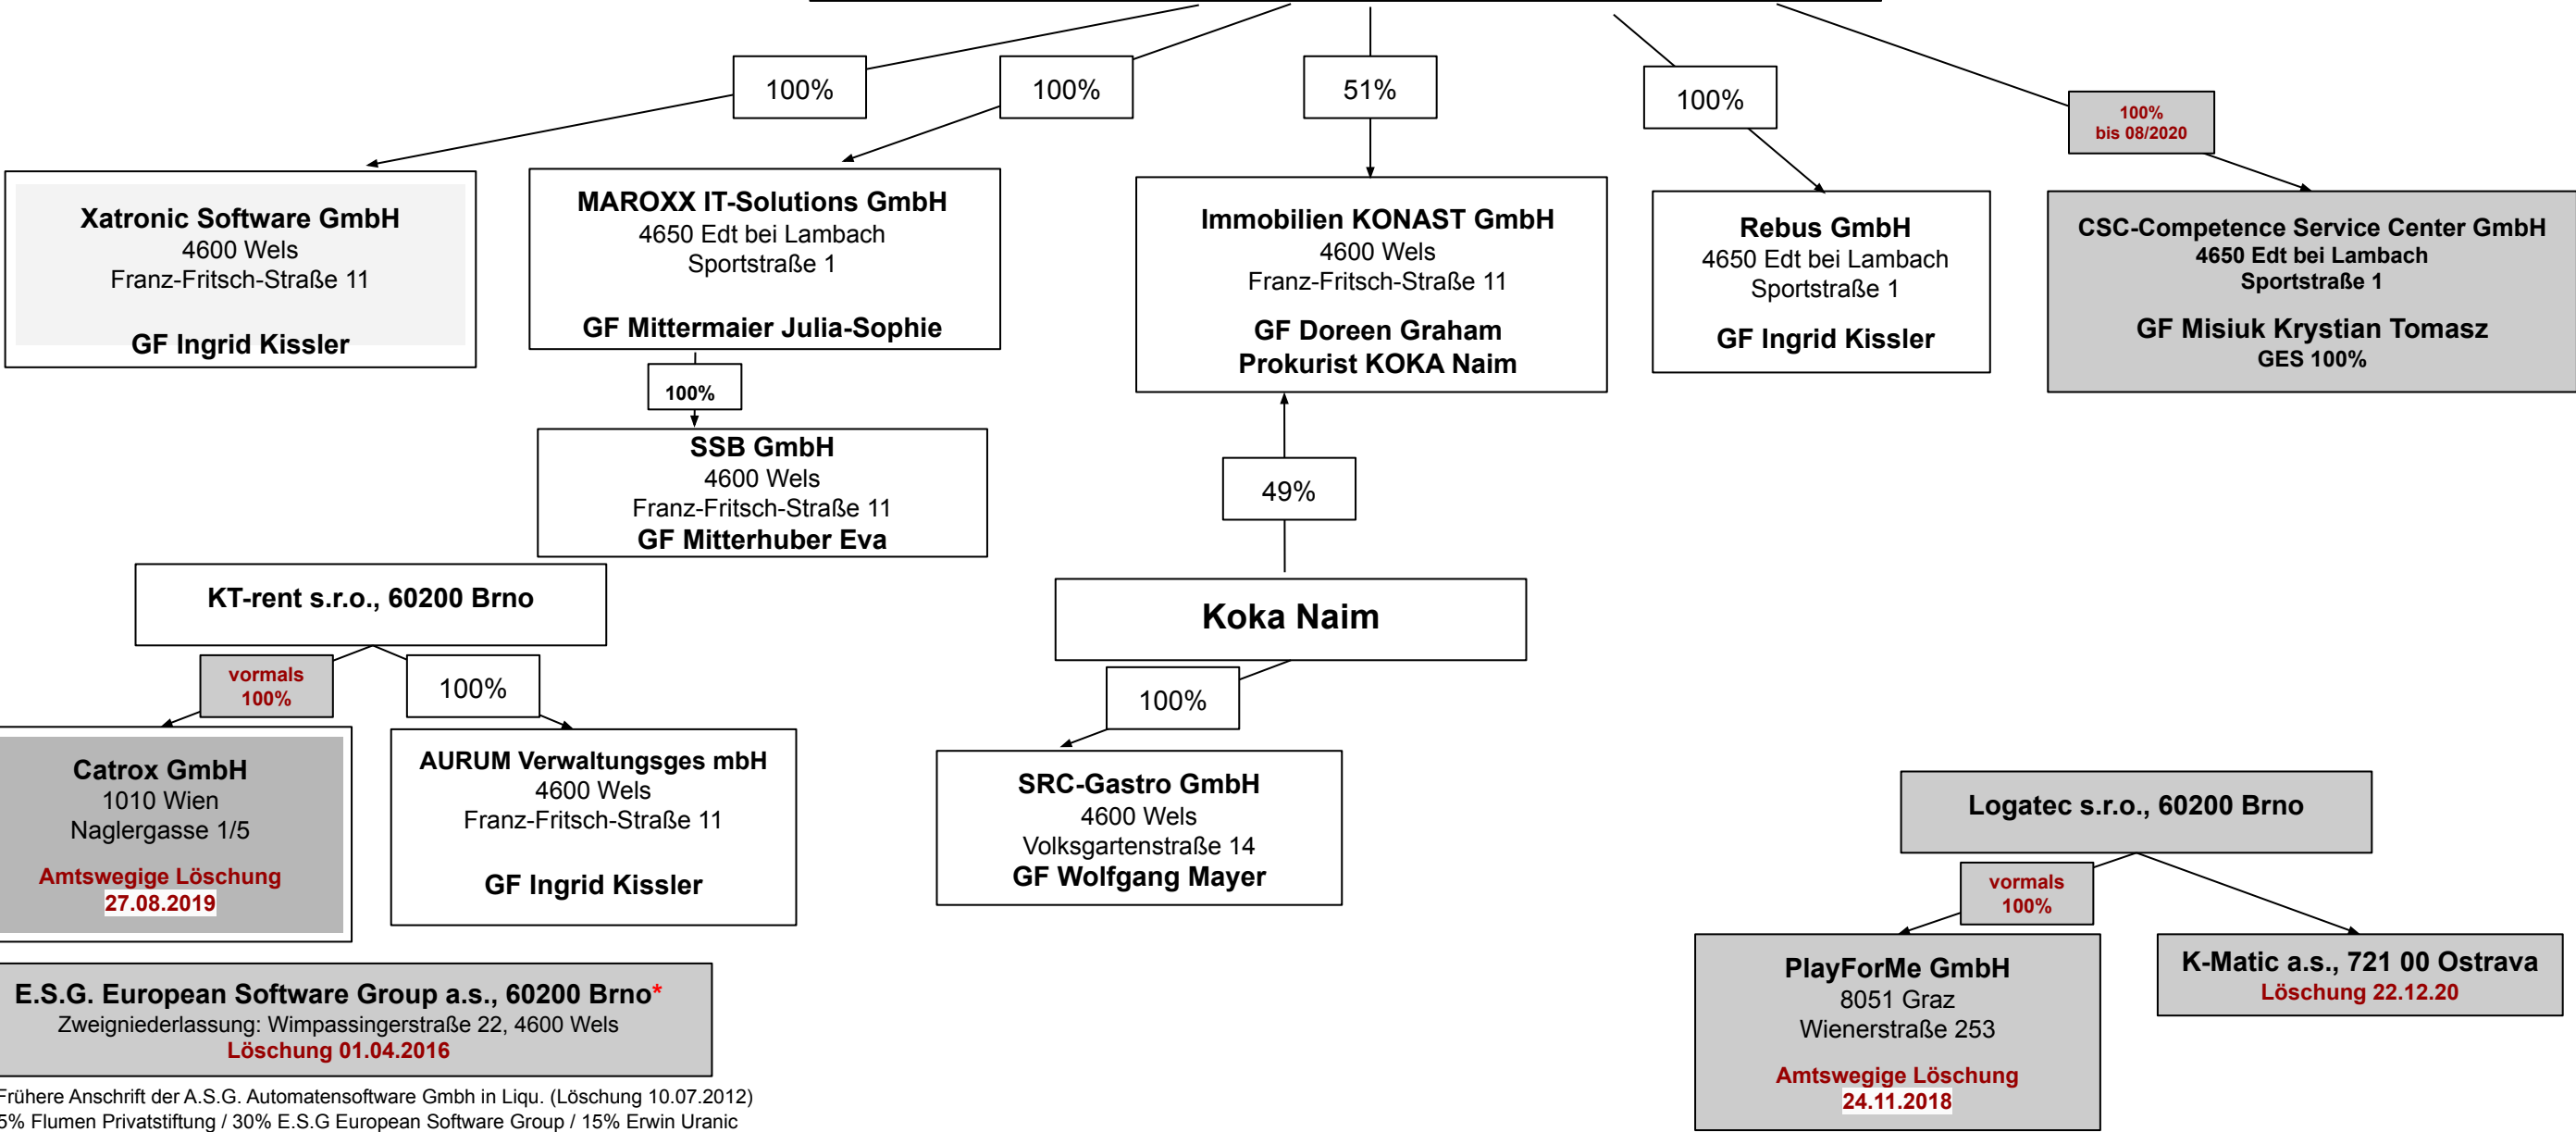 100%
100%
51%
100%
100%
bis 08/2020
Xatronic Software GmbH
4600 Wels
Franz-Fritsch-Straße 11
GF Ingrid Kissler
MAROXX IT-Solutions GmbH
4650 Edt bei Lambach
Sportstraße 1
GF Mittermaier Julia-Sophie
Immobilien KONAST GmbH
4600 Wels
Franz-Fritsch-Straße 11
GF Doreen Graham
Prokurist KOKA Naim
Rebus GmbH
4650 Edt bei Lambach
Sportstraße 1
GF Ingrid Kissler
CSC-Competence Service Center GmbH
4650 Edt bei Lambach
Sportstraße 1
GF Misiuk Krystian Tomasz
GES 100%
100%
SSB GmbH
4600 Wels
Franz-Fritsch-Straße 11
GF Mitterhuber Eva
49%
KT-rent s.r.o., 60200 Brno
Koka Naim
vormals
100%
100%
100%
Catrox GmbH
1010 Wien
Naglergasse 1/5
Amtswegige Löschung
27.08.2019
AURUM Verwaltungsges mbH
4600 Wels
Franz-Fritsch-Straße 11
GF Ingrid Kissler
SRC-Gastro GmbH
4600 Wels
Volksgartenstraße 14
GF Wolfgang Mayer
Logatec s.r.o., 60200 Brno
vormals
100%
PlayForMe GmbH
8051 Graz
Wienerstraße 253
Amtswegige Löschung
24.11.2018
K-Matic a.s., 721 00 Ostrava
Löschung 22.12.20
E.S.G. European Software Group a.s., 60200 Brno*
Zweigniederlassung: Wimpassingerstraße 22, 4600 Wels
Löschung 01.04.2016
Frühere Anschrift der A.S.G. Automatensoftware Gmbh in Liqu. (Löschung 10.07.2012)
5% Flumen Privatstiftung / 30% E.S.G European Software Group / 15% Erwin Uranic